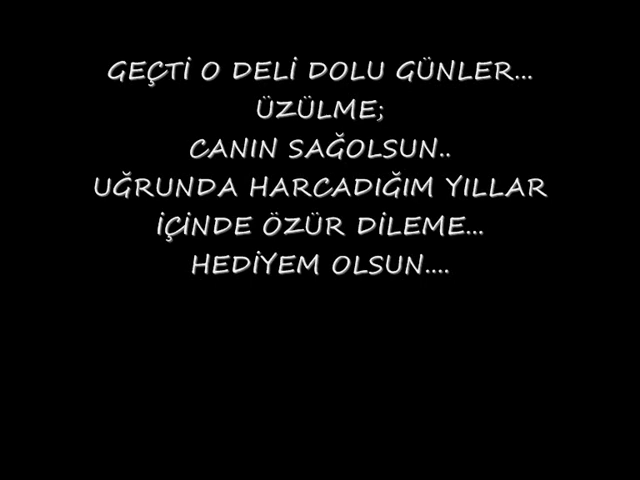 GEÇTİ O DELİ DOLU GÜNLER...
ÜZÜLME;
CANIN SAĞOLSUN..
UĞRUNDA HARCADIĞIM YILLAR
İÇİNDE ÖZÜR DİLEME...
HEDİYEM OLSUN....